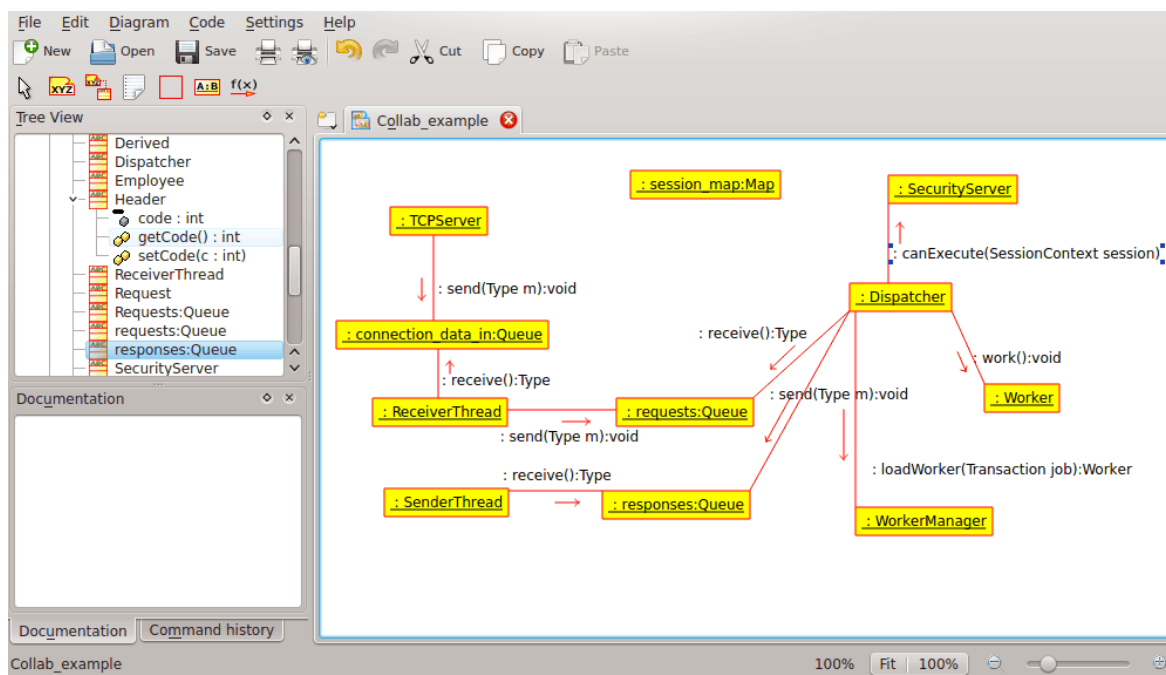 File Edit Diagram Code Settings Help
New Open Save Cut Copy Paste
XYZ A:B f(x)
Tree View
Collab_example
Derived
Dispatcher
Employee
Header
code : int
getCode() : int
setCode(c : int)
ReceiverThread
Request
Requests:Queue
requests:Queue
responses:Queue
SecurityServer
Documentation
Documentation Command history
: session_map:Map
: SecurityServer
: TCPServer
: canExecute(SessionContext session)
: send(Type m):void
: Dispatcher
: connection_data_in:Queue
: receive():Type
: work():void
: receive():Type
: send(Type m):void
: Worker
: ReceiverThread
: requests:Queue
: send(Type m):void
: loadWorker(Transaction job):Worker
: receive():Type
: SenderThread
: responses:Queue
: WorkerManager
Collab_example 100% Fit 100%